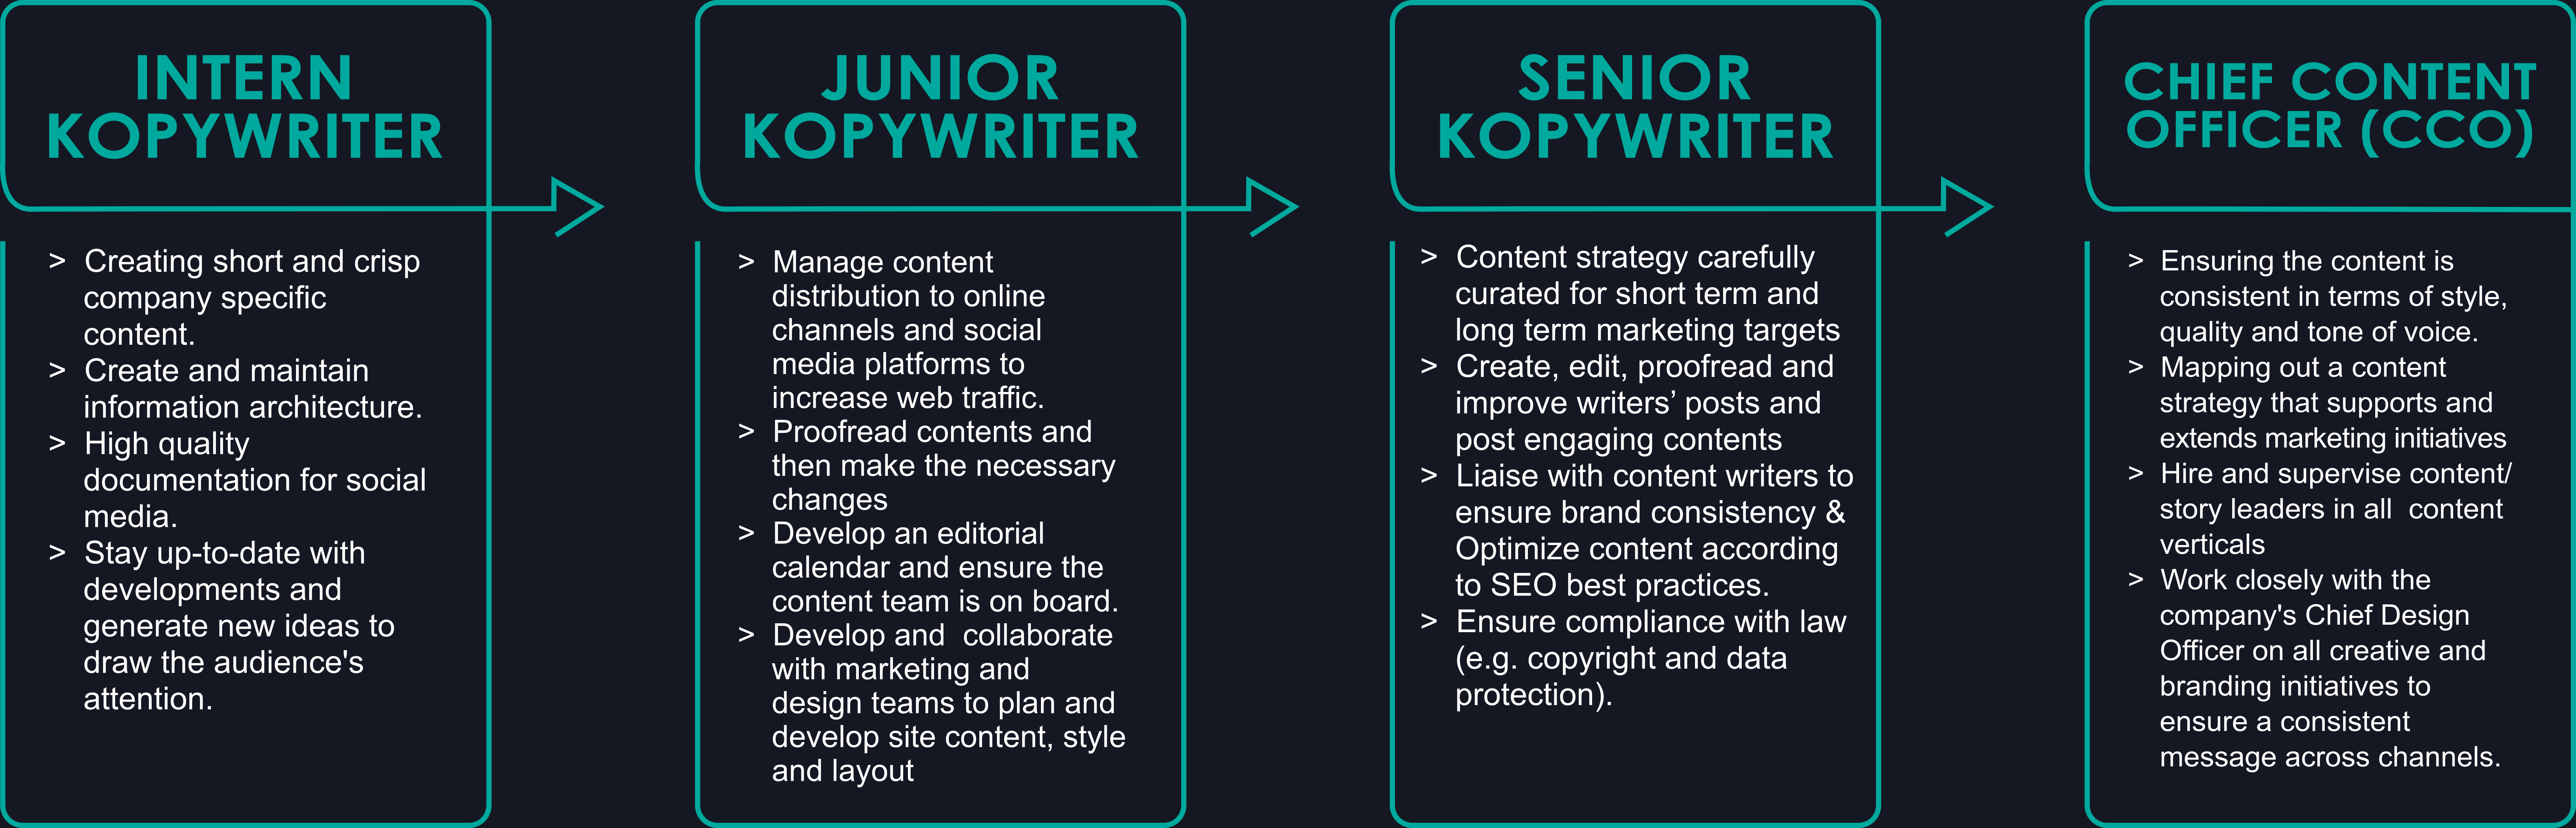 INTERN
KOPYWRITER
> Creating short and crisp
company specific
content.
> Create and maintain
information architecture.
> High quality
documentation for social
media.
> Stay up-to-date with
developments and
generate new ideas to
draw the audience's
attention.
JUNIOR
KOPYWRITER
> Manage content
distribution to online
channels and social
media platforms to
increase web traffic.
> Proofread contents and
then make the necessary
changes
> Develop an editorial
calendar and ensure the
content team is on board.
> Develop and  collaborate
with marketing and
design teams to plan and
develop site content, style
and layout
SENIOR
KOPYWRITER
> Content strategy carefully
curated for short term and
long term marketing targets
> Create, edit, proofread and
improve writers’ posts and
post engaging contents
> Liaise with content writers to
ensure brand consistency &
Optimize content according
to SEO best practices.
> Ensure compliance with law
(e.g. copyright and data
protection).
CHIEF CONTENT
OFFICER (CCO)
> Ensuring the content is
consistent in terms of style,
quality and tone of voice.
> Mapping out a content
strategy that supports and
extends marketing initiatives
> Hire and supervise content/
story leaders in all  content
verticals
> Work closely with the
company's Chief Design
Officer on all creative and
branding initiatives to
ensure a consistent
message across channels.